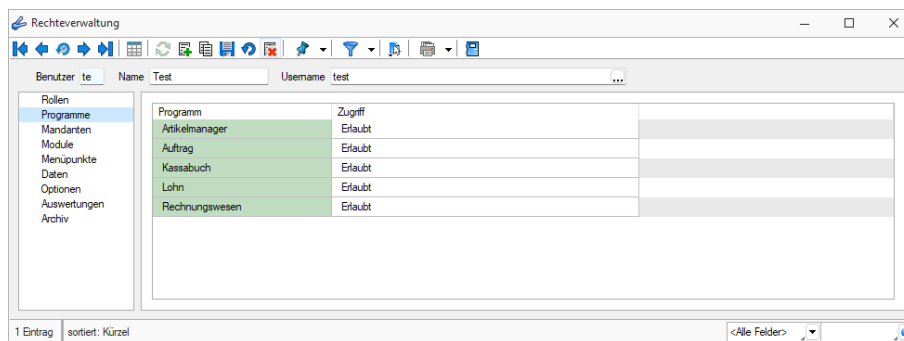 Rechteverwaltung
Benutzer te Name Test Username test ...
Rollen
Programme
Mandanten
Module
Menüpunkte
Daten
Optionen
Auswertungen
Archiv
Programm Zugriff
Artikelmanager Erlaubt
Auftrag Erlaubt
Kassabuch Erlaubt
Lohn Erlaubt
Rechnungswesen Erlaubt
1 Eintrag sortiert: Kürzel <Alle Felder>